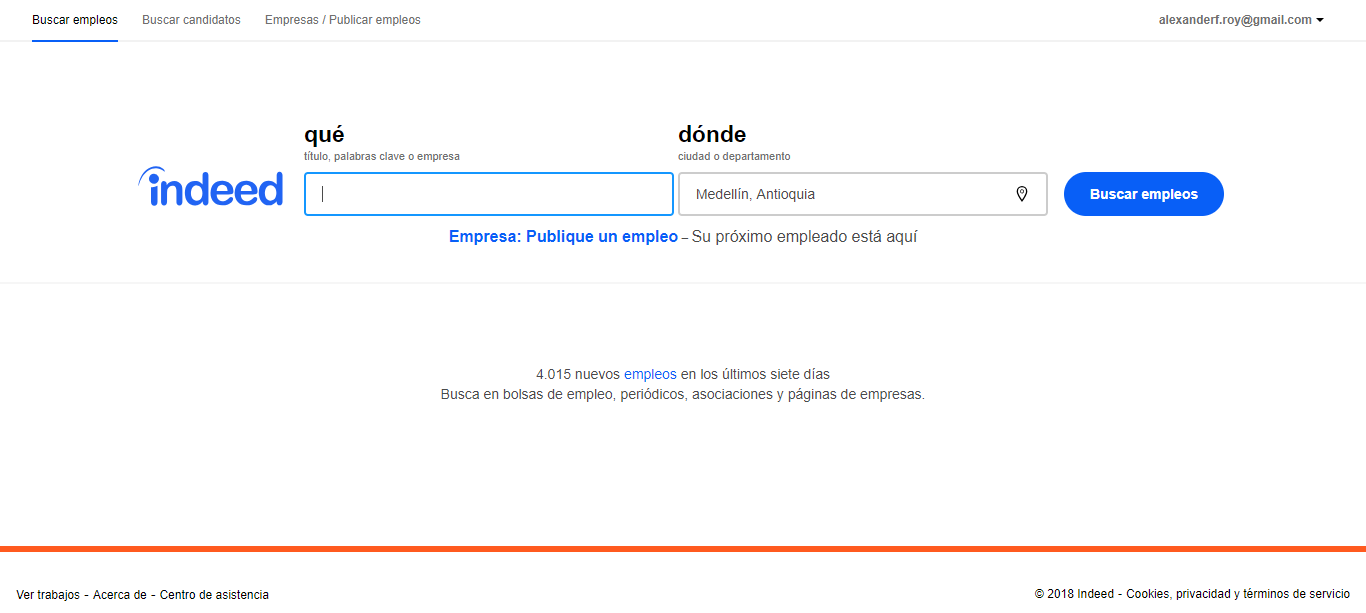 Buscar empleos Buscar candidatos Empresas / Publicar empleos alexanderf.roy@gmail.com
qué dónde
título, palabras clave o empresa ciudad o departamento
indeed Medellín, Antioquia Buscar empleos
Empresa: Publique un empleo – Su próximo empleado está aquí
4.015 nuevos empleos en los últimos siete días
Busca en bolsas de empleo, periódicos, asociaciones y páginas de empresas.
Ver trabajos - Acerca de - Centro de asistencia © 2018 Indeed - Cookies, privacidad y términos de servicio